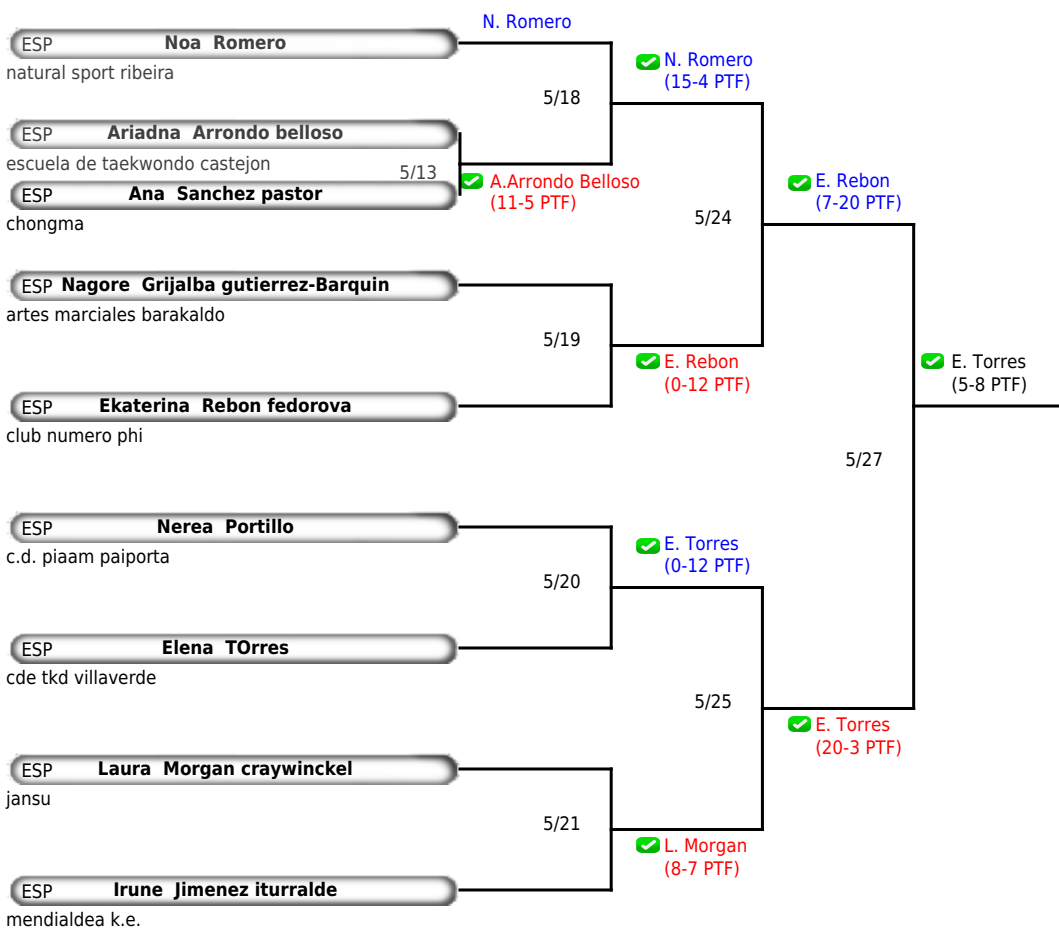 N. Romero
ESP Noa Romero
natural sport ribeira
N. Romero
(15-4 PTF)
5/18
ESP Ariadna Arrondo belloso
escuela de taekwondo castejon
5/13
A.Arrondo Belloso
(11-5 PTF)
ESP Ana Sanchez pastor
chongma
E. Rebon
(7-20 PTF)
5/24
ESP Nagore Grijalba gutierrez-Barquin
artes marciales barakaldo
5/19
E. Rebon
(0-12 PTF)
E. Torres
(5-8 PTF)
ESP Ekaterina Rebon fedorova
club numero phi
5/27
ESP Nerea Portillo
c.d. piaam paiporta
E. Torres
(0-12 PTF)
5/20
ESP Elena TOrres
cde tkd villaverde
5/25
E. Torres
(20-3 PTF)
ESP Laura Morgan craywinckel
jansu
5/21
L. Morgan
(8-7 PTF)
ESP Irune Jimenez iturralde
mendialdea k.e.